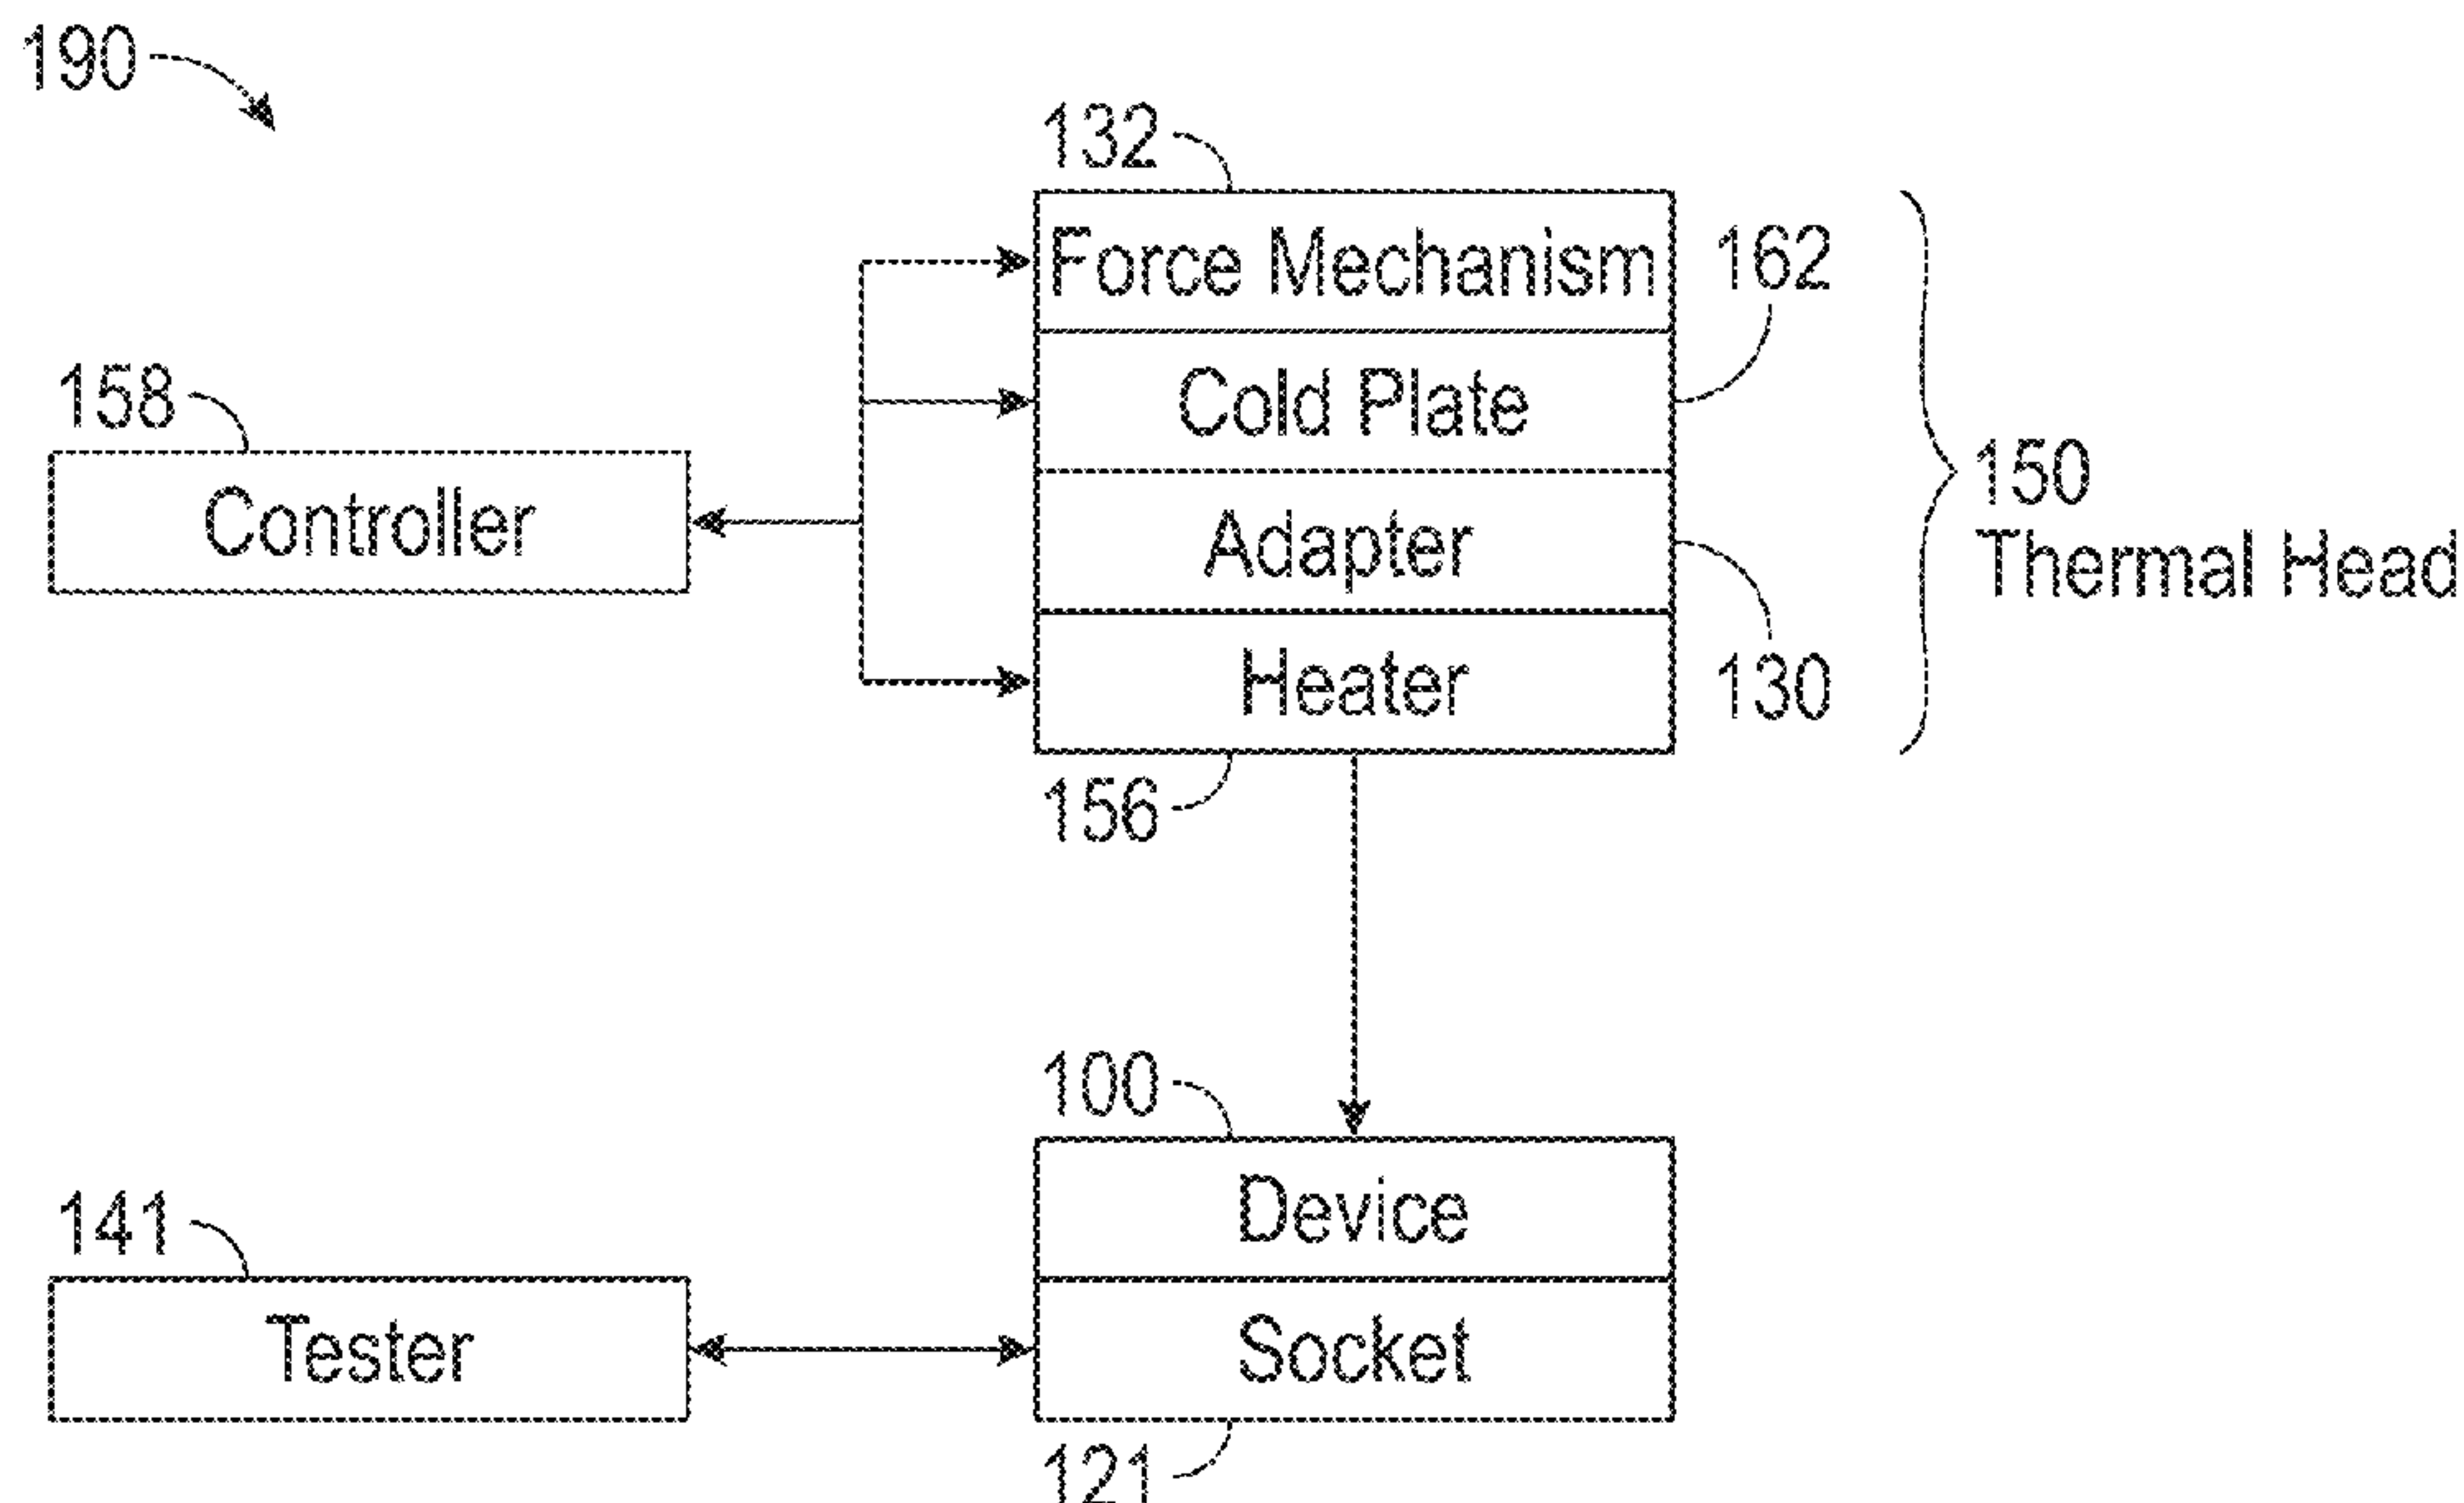 190
132
Force Mechanism
162
158
Cold Plate
150
Thermal Head
Controller
Adapter
Heater
130
156
100
141
Device
Tester
Socket
121